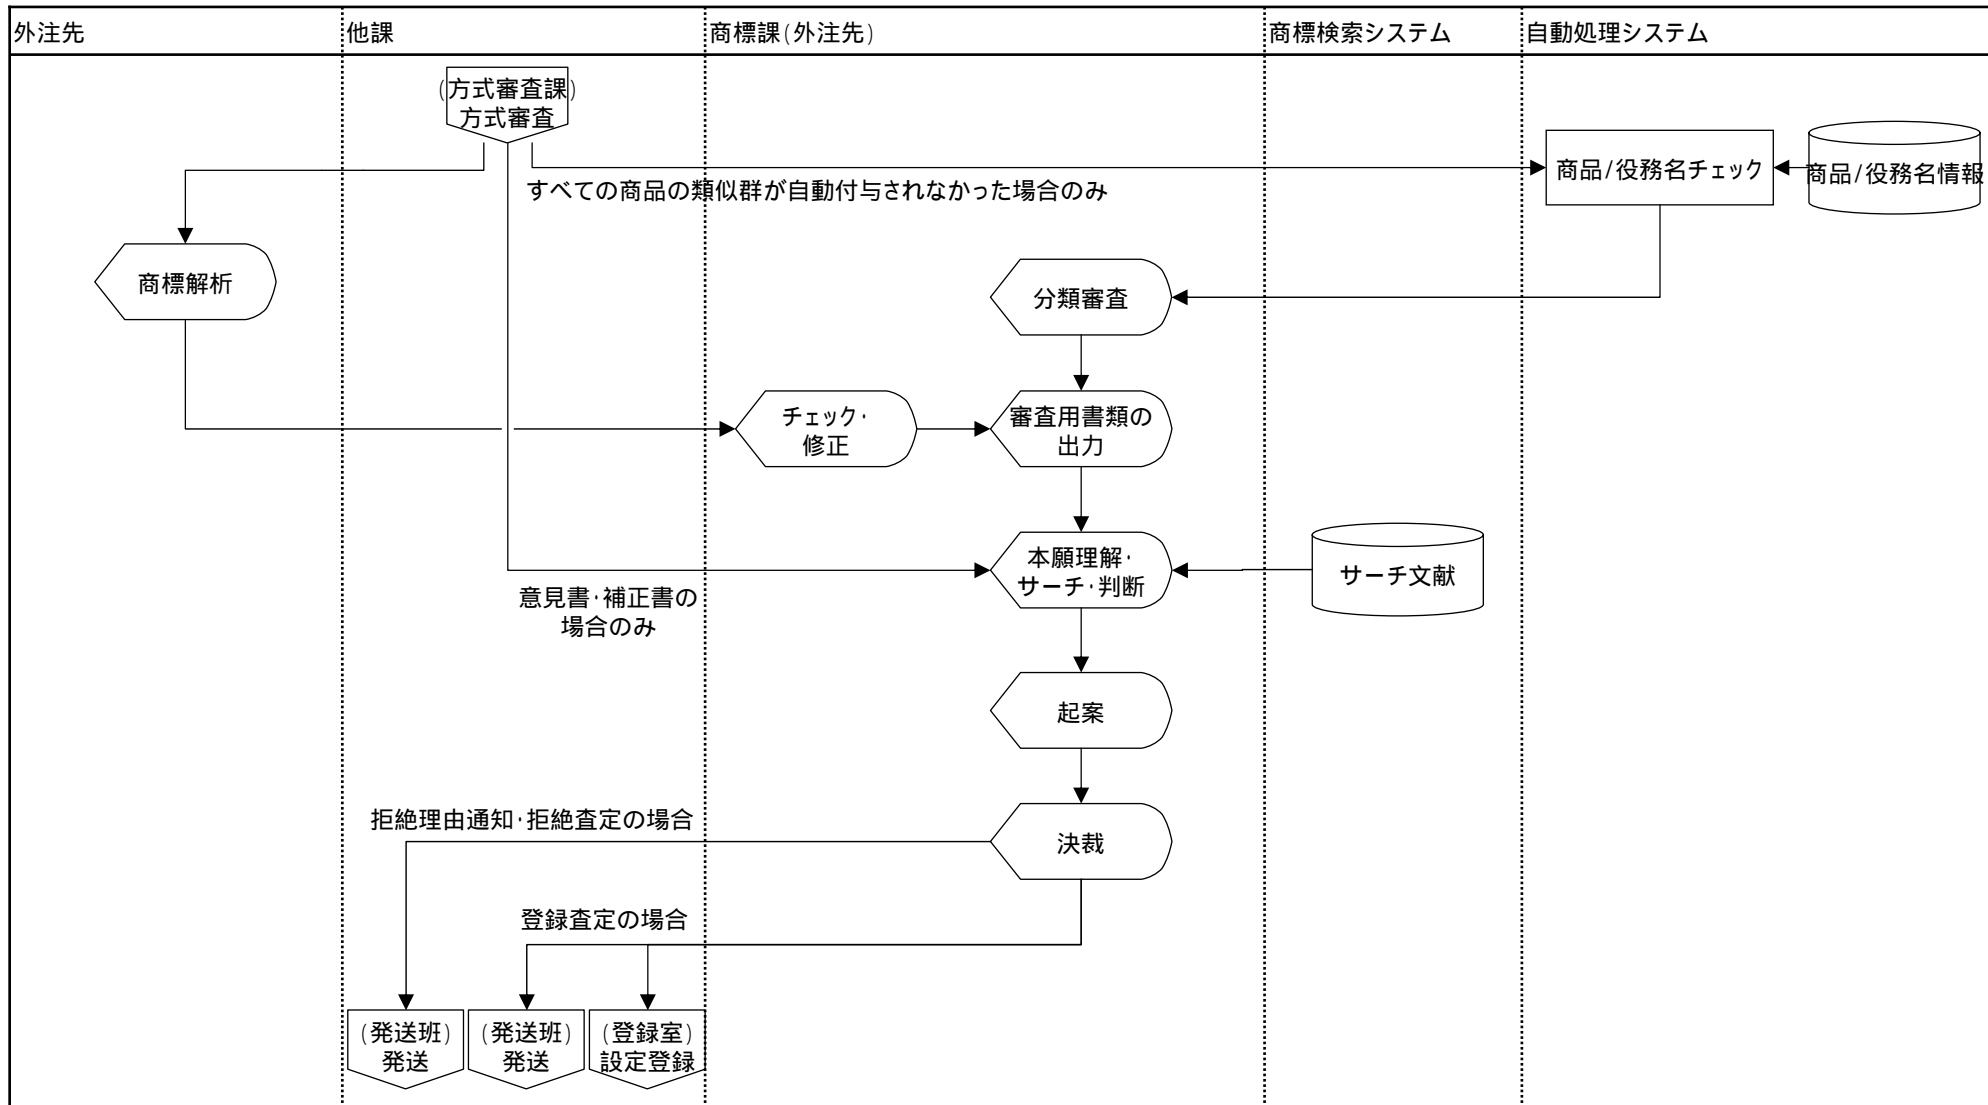 外注先
他課
商標課(外注先)
商標検索システム
自動処理システム
(方式審査課)
方式審査
商品/役務名チェック
商品/役務名情報
すべての商品の類似群が自動付与されなかった場合のみ
商標解析
分類審査
チェック・
修正
審査用書類の
出力
本願理解・
サーチ・判断
サーチ文献
意見書・補正書の
場合のみ
起案
拒絶理由通知・拒絶査定の場合
決裁
登録査定の場合
(発送班)
発送
(発送班)
発送
(登録室)
設定登録